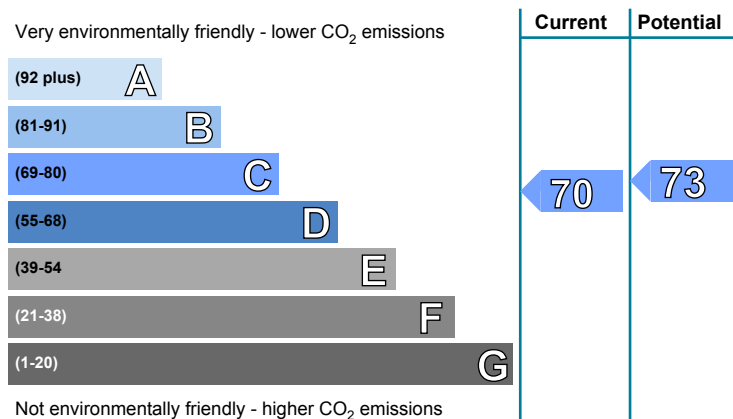 Very environmentally friendly - lower CO₂ emissions
Current
Potential
(92 plus) A
(81-91) B
(69-80) C
(55-68) D
(39-54 E
(21-38) F
(1-20) G
70
73
Not environmentally friendly - higher CO₂ emissions